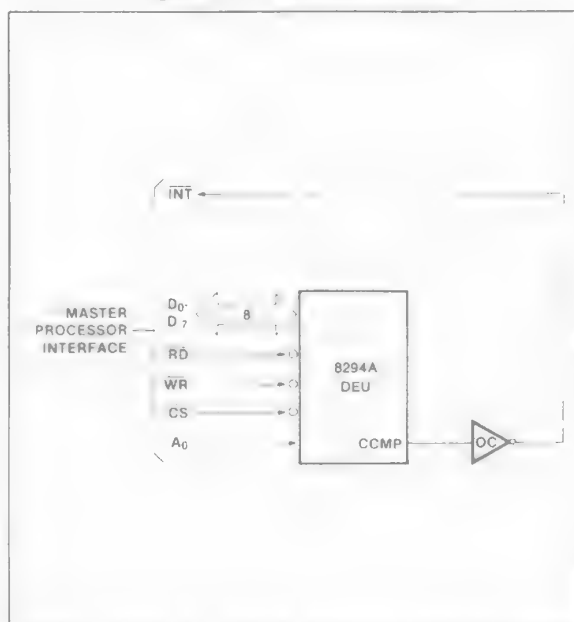 INT
MASTER
PROCESSOR
INTERFACE
D0-
D7
8
RD
WR
CS
A0
8294A
DEU
CCMP
OC